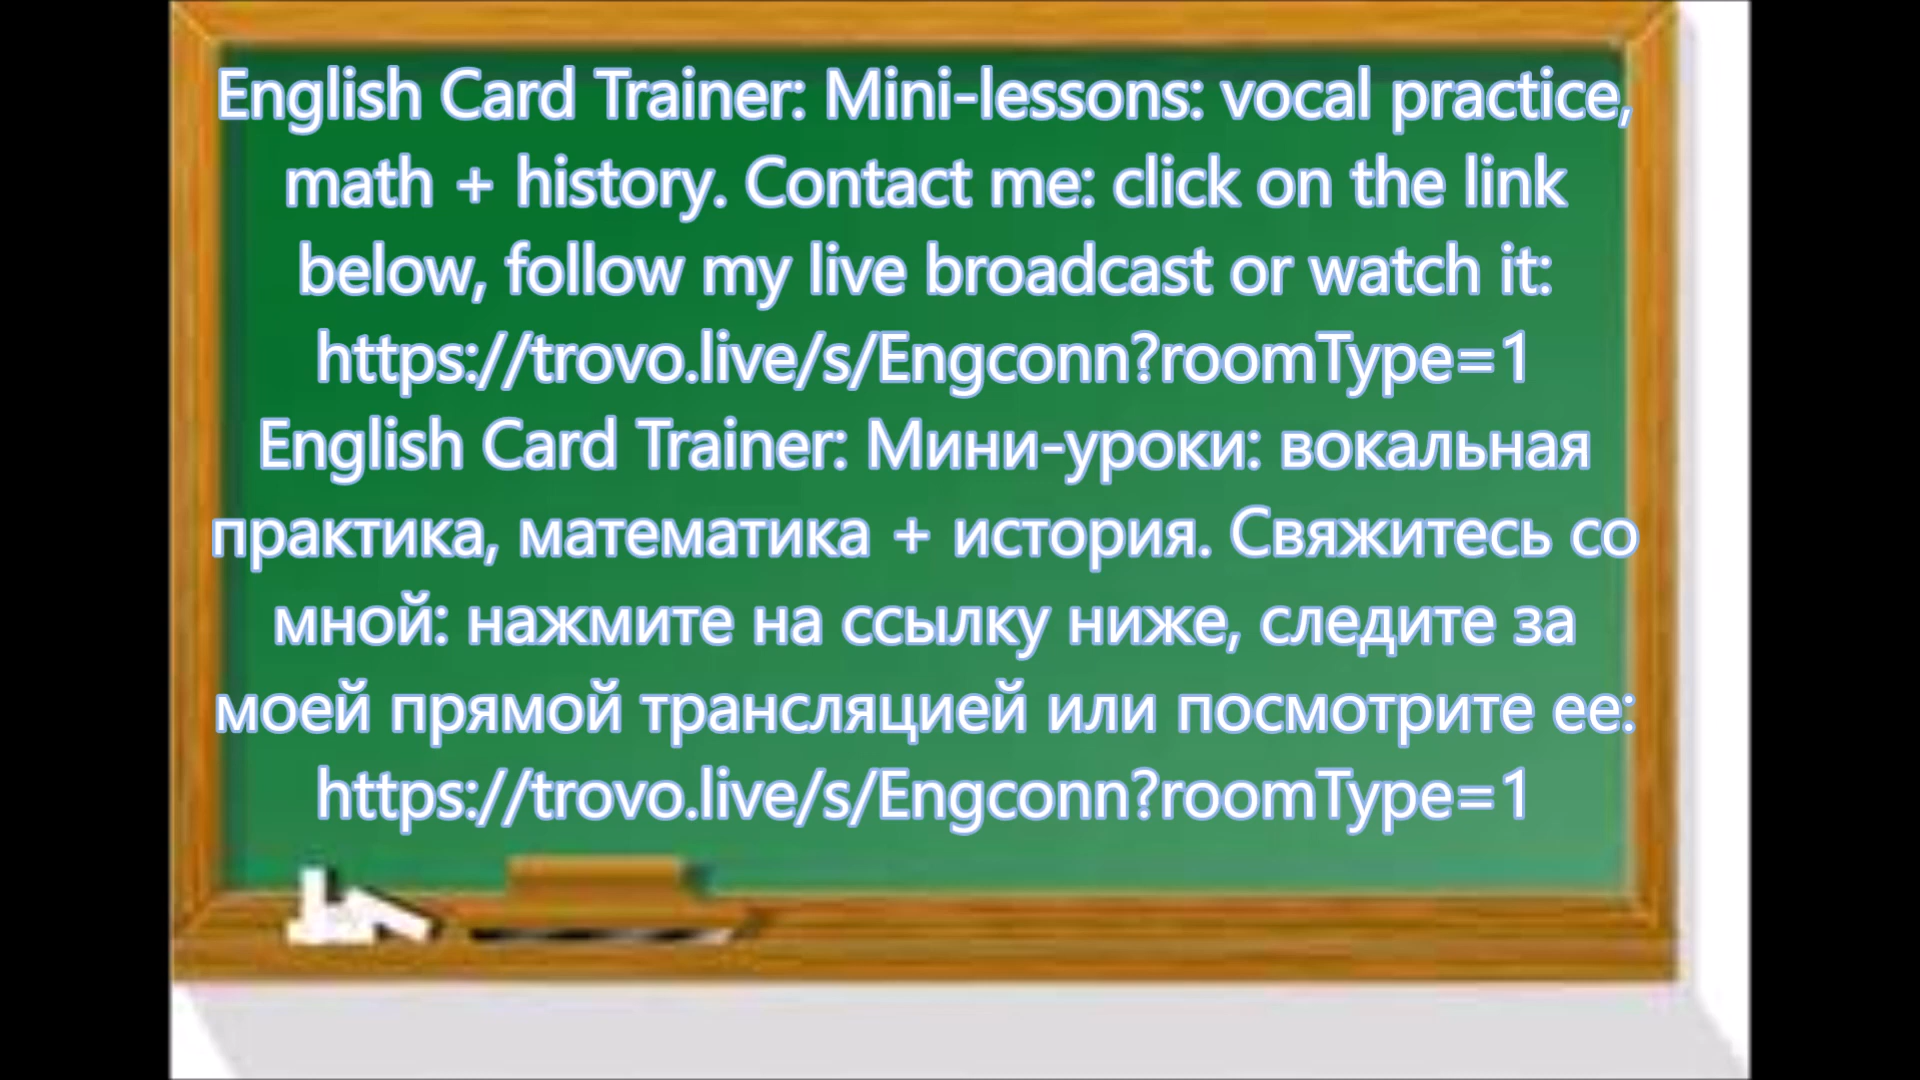 English Card Trainer: Mini-lessons: vocal practice,
math + history. Contact me: click on the link
below, follow my live broadcast or watch it:
https://trovo.live/s/Engconn?roomType=1
English Card Trainer: Мини-уроки: вокальная
практика, математика + история. Свяжитесь со
мной: нажмите на ссылку ниже, следите за
моей прямой трансляцией или посмотрите ее:
https://trovo.live/s/Engconn?roomType=1